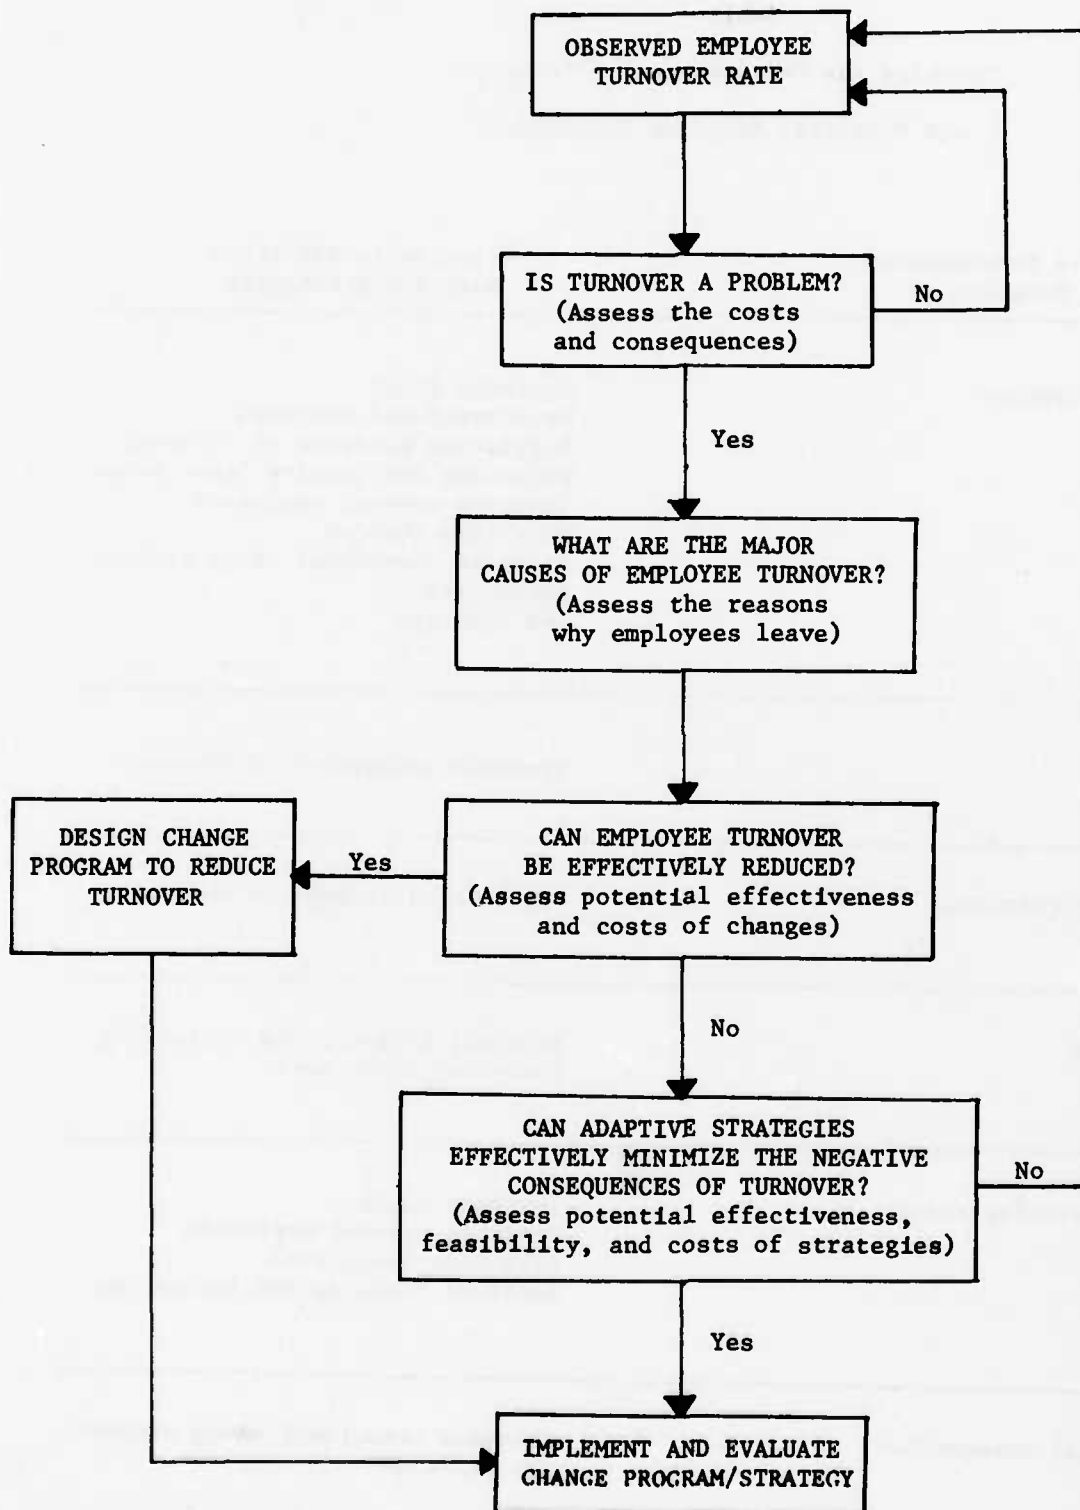 OBSERVED EMPLOYEE
TURNOVER RATE
IS TURNOVER A PROBLEM?
(Assess the costs
and consequences)
No
Yes
WHAT ARE THE MAJOR
CAUSES OF EMPLOYEE TURNOVER?
(Assess the reasons
why employees leave)
DESIGN CHANGE
PROGRAM TO REDUCE
TURNOVER
Yes
CAN EMPLOYEE TURNOVER
BE EFFECTIVELY REDUCED?
(Assess potential effectiveness
and costs of changes)
No
CAN ADAPTIVE STRATEGIES
EFFECTIVELY MINIMIZE THE NEGATIVE
CONSEQUENCES OF TURNOVER?
(Assess potential effectiveness,
feasibility, and costs of strategies)
No
Yes
IMPLEMENT AND EVALUATE
CHANGE PROGRAM/STRATEGY